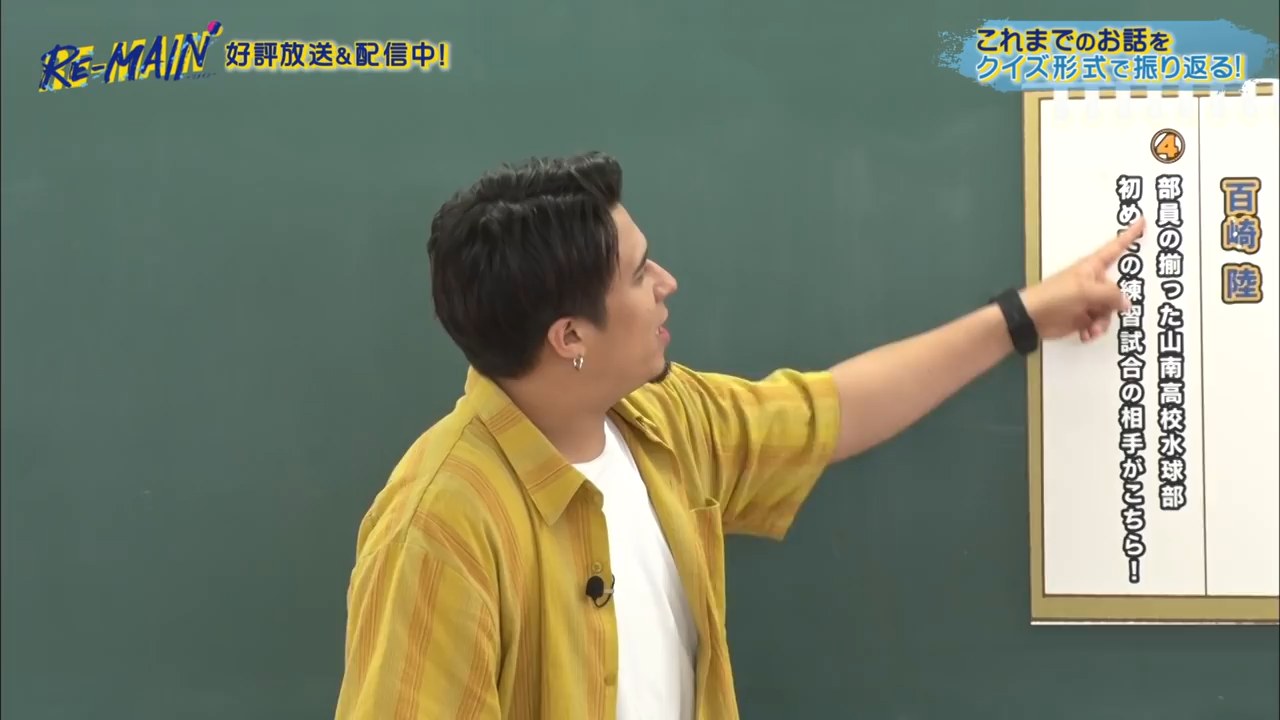 RE-MAIN
好評放送&配信中!
これまでのお話を
クイズ形式で振り返る!
百崎 陸
④
部員の揃った山南高校水球部
初めての練習試合の相手がこちら!